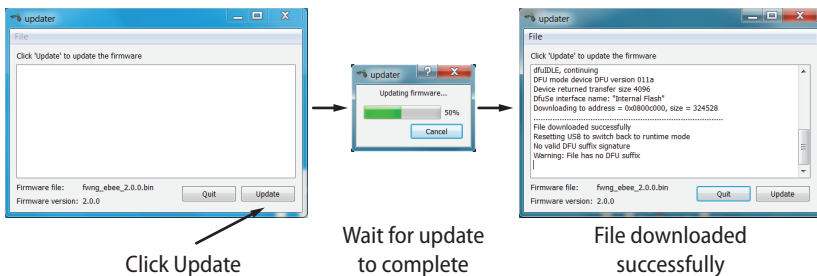 updater
File
Click 'Update' to update the firmware
Firmware file: fwng_ebee_2.0.0.bin
Firmware version: 2.0.0
Quit
Update
Click Update
updater
Updating firmware...
50%
Cancel
Wait for update
to complete
updater
File
Click 'Update' to update the firmware
dfuIDLE, continuing
DFU mode device DFU version 011a
Device returned transfer size 4096
DfuSe interface name: "Internal Flash"
Downloading to address = 0x0800c000, size = 324528
................................................................................
File downloaded successfully
Resetting USB to switch back to runtime mode
No valid DFU suffix signature
Warning: File has no DFU suffix
Firmware file: fwng_ebee_2.0.0.bin
Firmware version: 2.0.0
Quit
Update
File downloaded
successfully